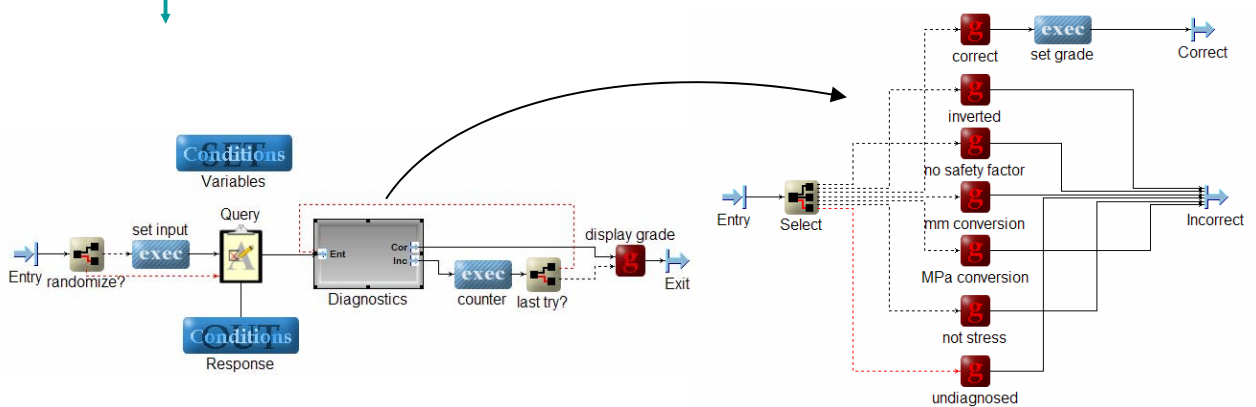 SET
Conditions
Variables
Entry
randomize?
exec
set input
Query
A
OUT
Conditions
Response
Ent
Cor
Inc
Diagnostics
exec
counter
last try?
display grade
g
Exit
Entry
Select
g
correct
exec
set grade
Correct
g
inverted
g
no safety factor
g
mm conversion
g
MPa conversion
g
not stress
g
undiagnosed
Incorrect